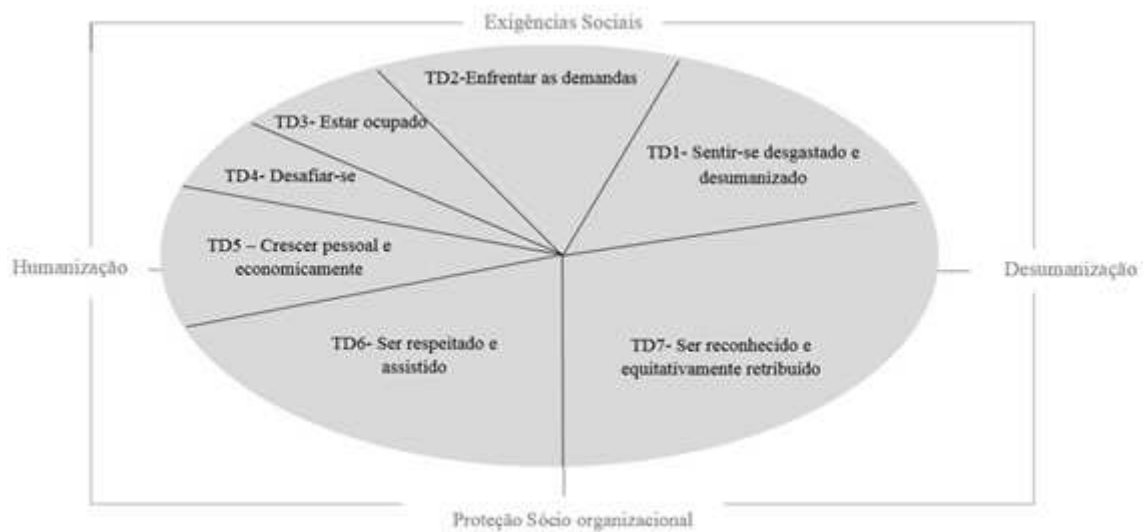 Exigências Sociais
TD2-Enfrentar as demandas
TD3- Estar ocupado
TD1- Sentir-se desgastado e
desumanizado
TD4- Desafiar-se
TD5 – Crescer pessoal e
economicamente
Humanização
Desumanização
TD6- Ser respeitado e
assistido
TD7- Ser reconhecido e
equitativamente retribuído
Proteção Sócio organizacional